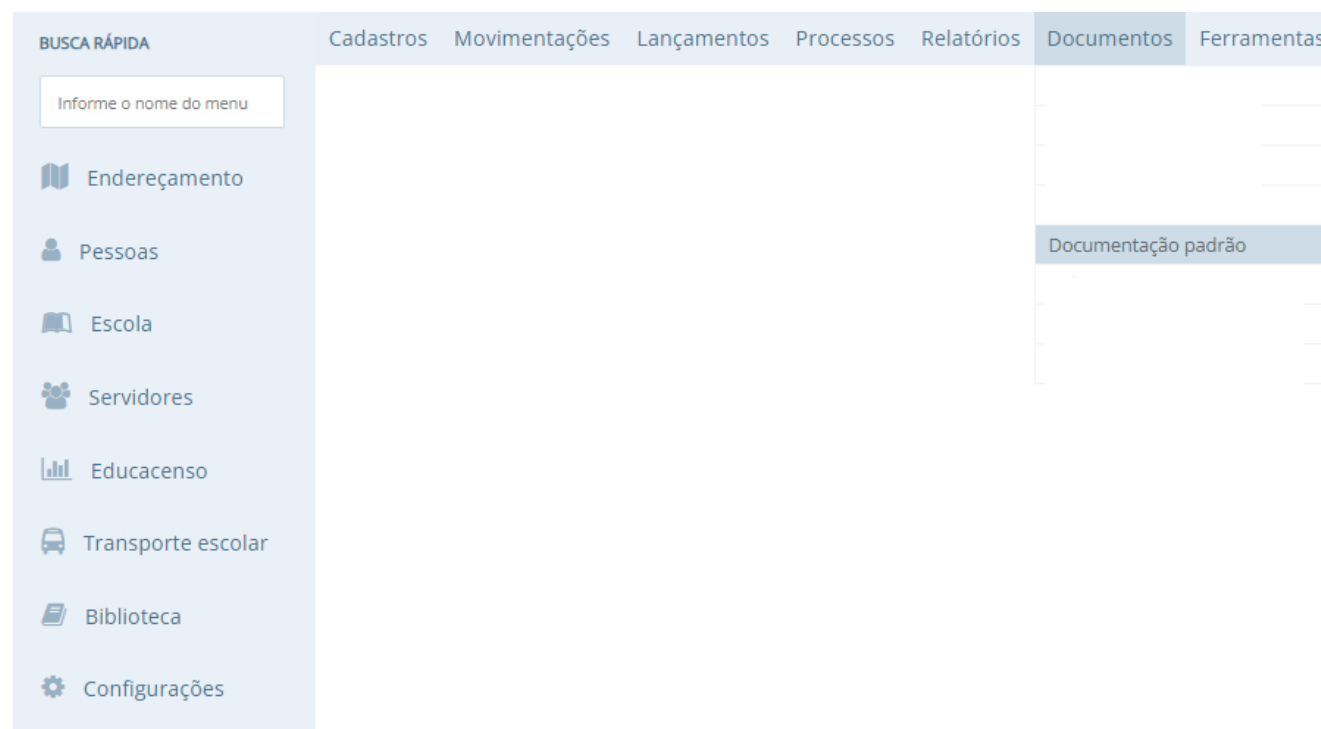 BUSCA RÁPIDA
Cadastros Movimentações Lançamentos Processos Relatórios Documentos Ferramentas
Informe o nome do menu
Endereçamento
Pessoas
Documentação padrão
Escola
Servidores
Educacenso
Transporte escolar
Biblioteca
Configurações